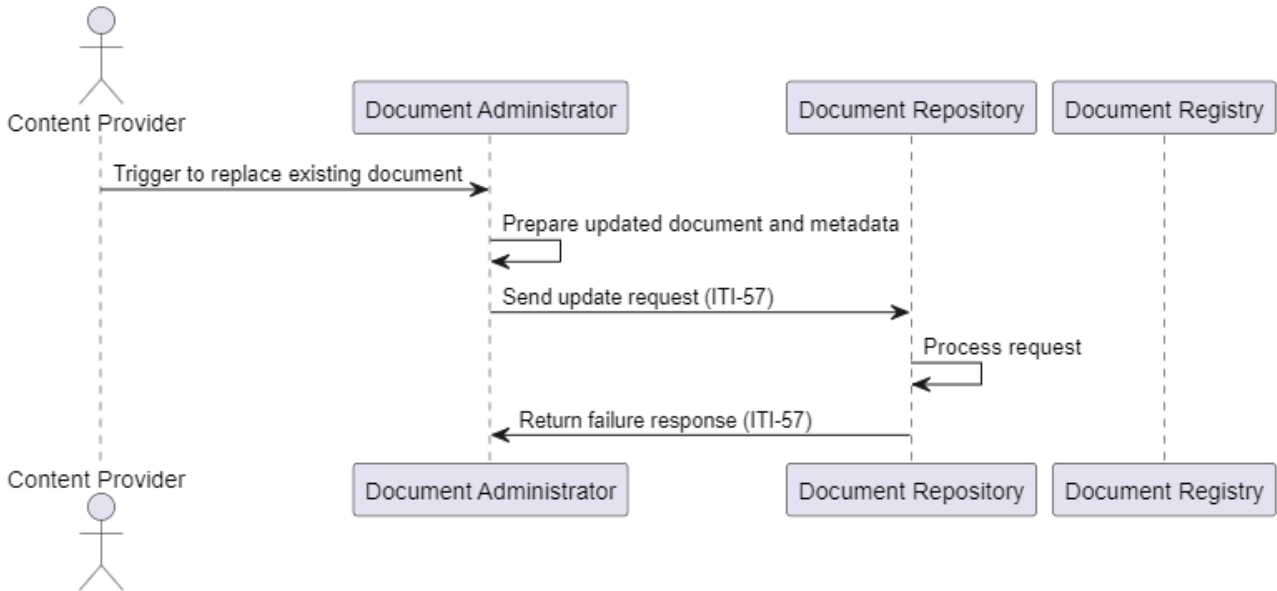 Content Provider
Document Administrator
Document Repository
Document Registry
Trigger to replace existing document
Prepare updated document and metadata
Send update request (ITI-57)
Process request
Return failure response (ITI-57)
Content Provider
Document Administrator
Document Repository
Document Registry